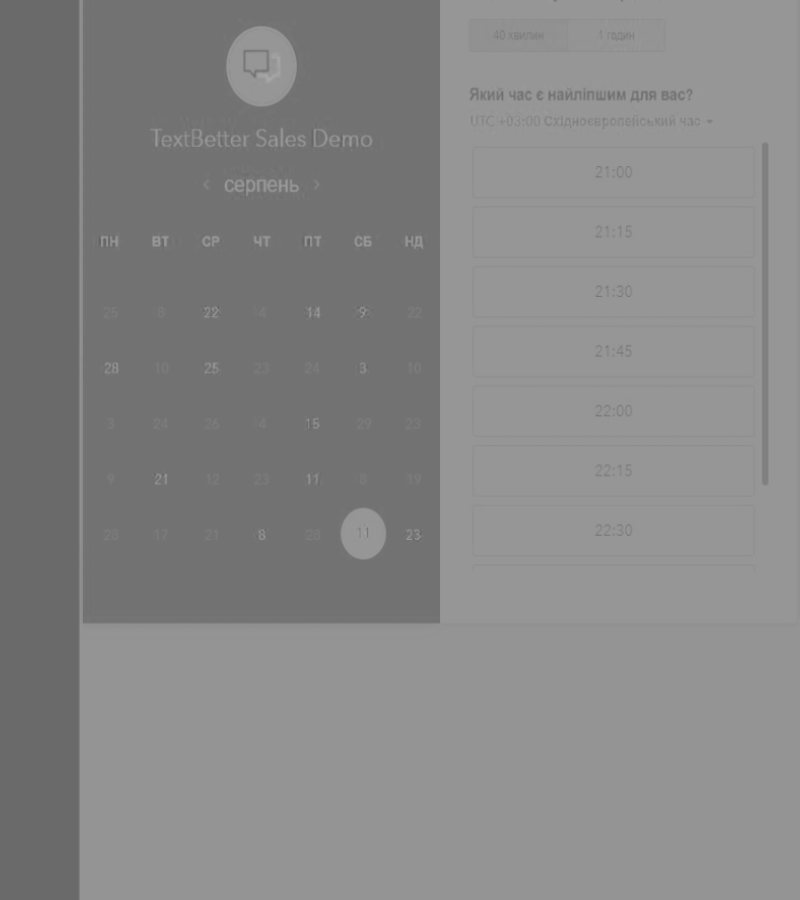 40 хвилин 1 годин
Який час є найліпшим для вас?
UTC +03:00 Східноєвропейський час
TextBetter Sales Demo
серпень
ПН ВТ СР ЧТ ПТ СБ НД
25 8 22 4 14 9 22
28 10 25 23 24 3 10
3 24 26 4 15 29 23
9 21 12 23 11 8 19
28 17 21 8 28 11 23
21:00
21:15
21:30
21:45
22:00
22:15
22:30